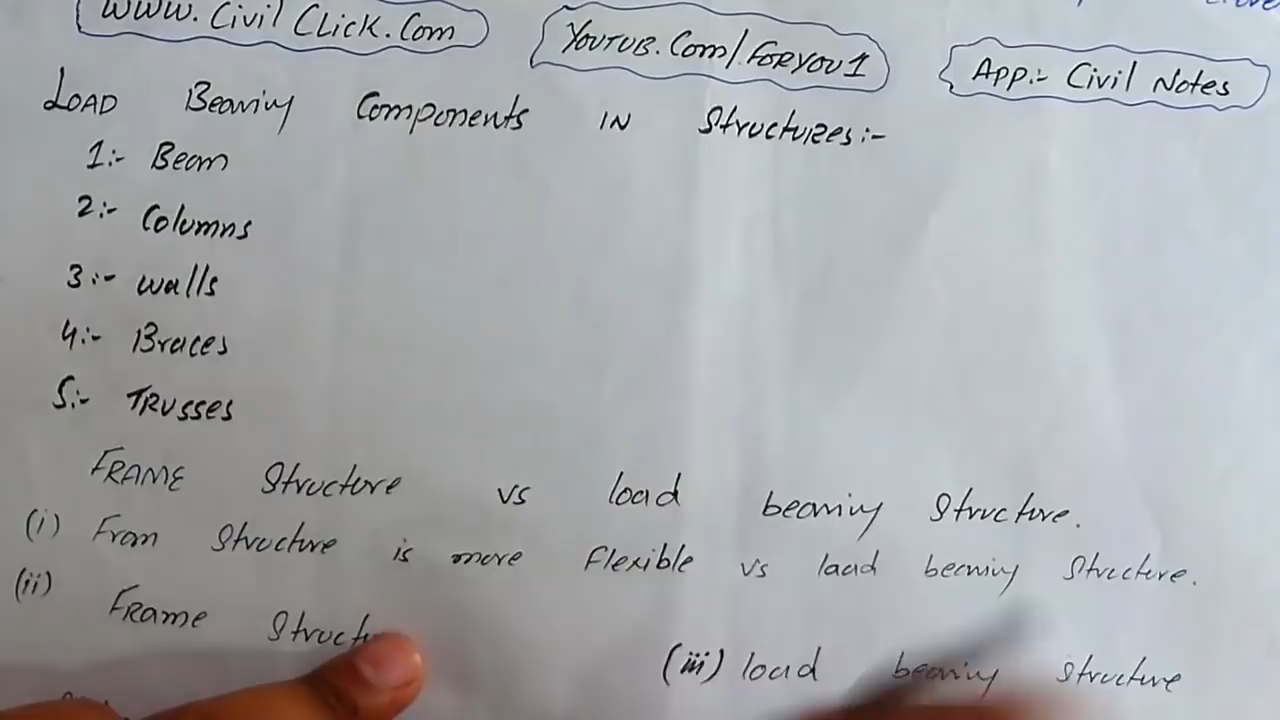 WWW. Civil Click.Com
YOUTUB.Com/.FORYOU1
APP:- Civil Notes
LOAD Bearing Components IN Structures:-
1:- Beam
2:- Columns
3:- walls
4:- Braces
5:- TRUSSES
FRAME Structure vs load bearing Structure.
(i) Fram Structure is more Flexible vs laad bearing Structure.
(ii) Frame
(iii) load bearing structure